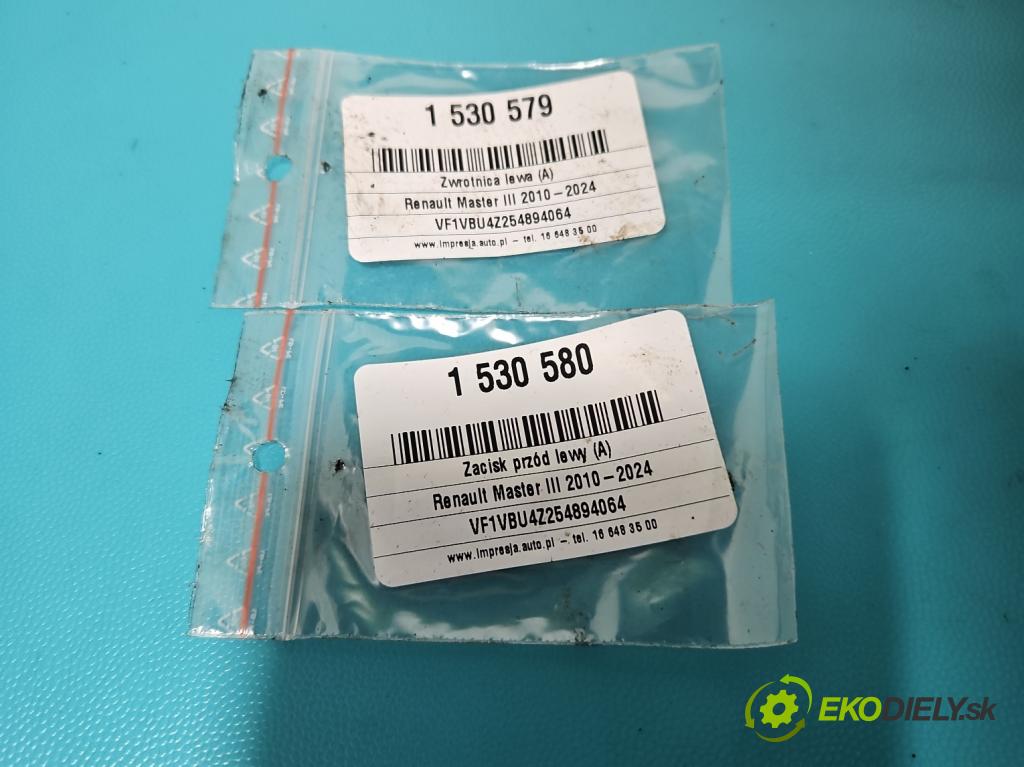 1 530 579
Zwrotnica lewa (A)
Renault Master III 2010-2024
VF1VBU4Z254894064
www.impresja.auto.pl – tel. 16 648 35 00
1 530 580
Zacisk przód lewy (A)
Renault Master III 2010-2024
VF1VBU4Z254894064
www.impresja.auto.pl – tel. 16 648 35 00
EKODIELY.sk